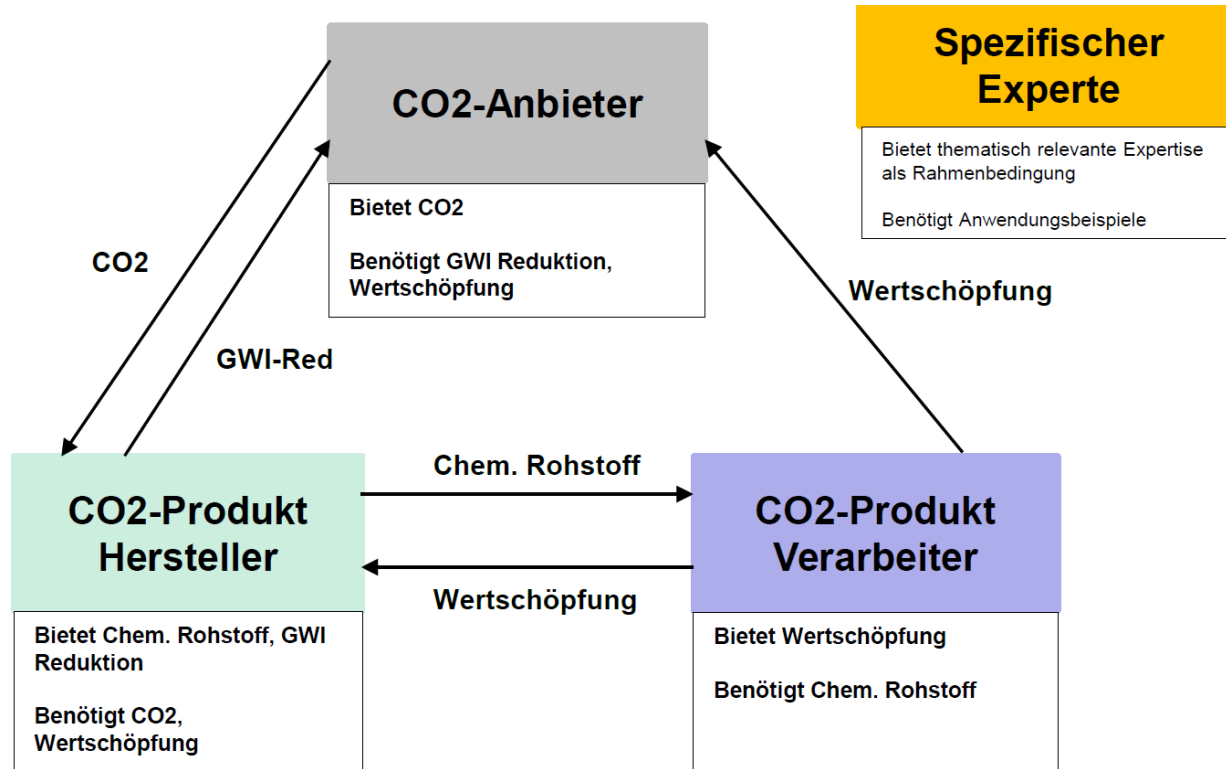 CO2-Anbieter
Bietet CO2
Benötigt GWI Reduktion,
Wertschöpfung
Spezifischer
Experte
Bietet thematisch relevante Expertise
als Rahmenbedingung
Benötigt Anwendungsbeispiele
CO2
GWI-Red
Wertschöpfung
Chem. Rohstoff
Wertschöpfung
CO2-Produkt
Hersteller
Bietet Chem. Rohstoff, GWI
Reduktion
Benötigt CO2,
Wertschöpfung
CO2-Produkt
Verarbeiter
Bietet Wertschöpfung
Benötigt Chem. Rohstoff